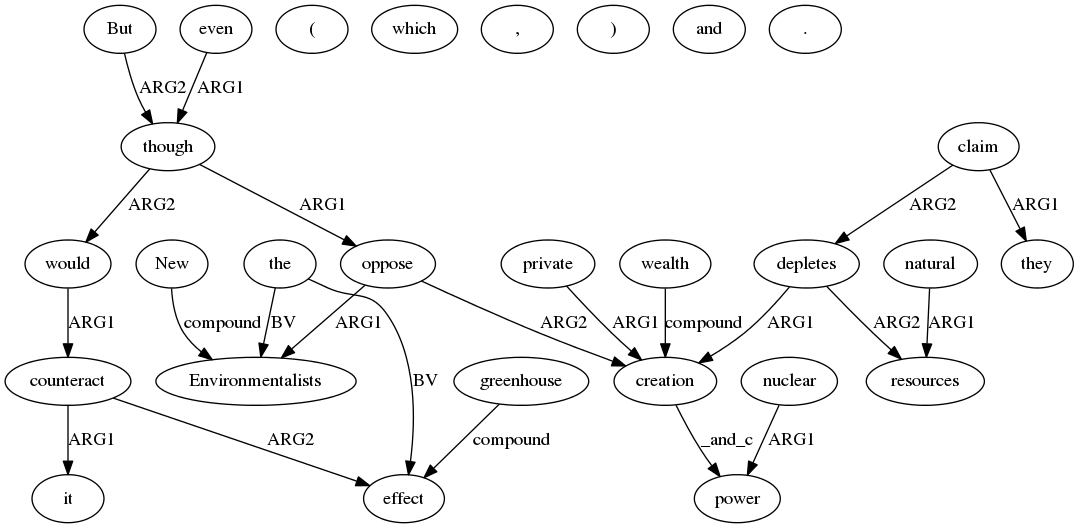 But even ( which , ) and .
ARG2 ARG1
though claim
ARG2 ARG1 ARG2 ARG1
would New the oppose private wealth depletes natural they
ARG1 compound BV ARG1 ARG2 ARG1 compound ARG1 ARG2 ARG1
counteract Environmentalists BV greenhouse creation nuclear resources
ARG1 ARG2 compound _and_c ARG1
it effect power